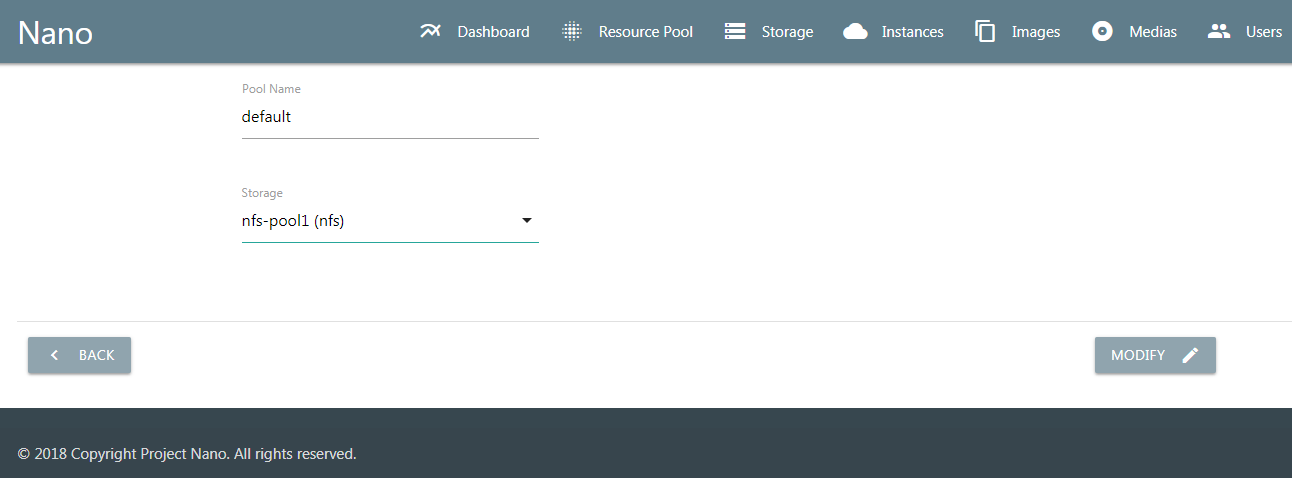 Nano Dashboard Resource Pool Storage Instances Images Medias Users
Pool Name
default
Storage
nfs-pool1 (nfs)
BACK MODIFY
© 2018 Copyright Project Nano. All rights reserved.